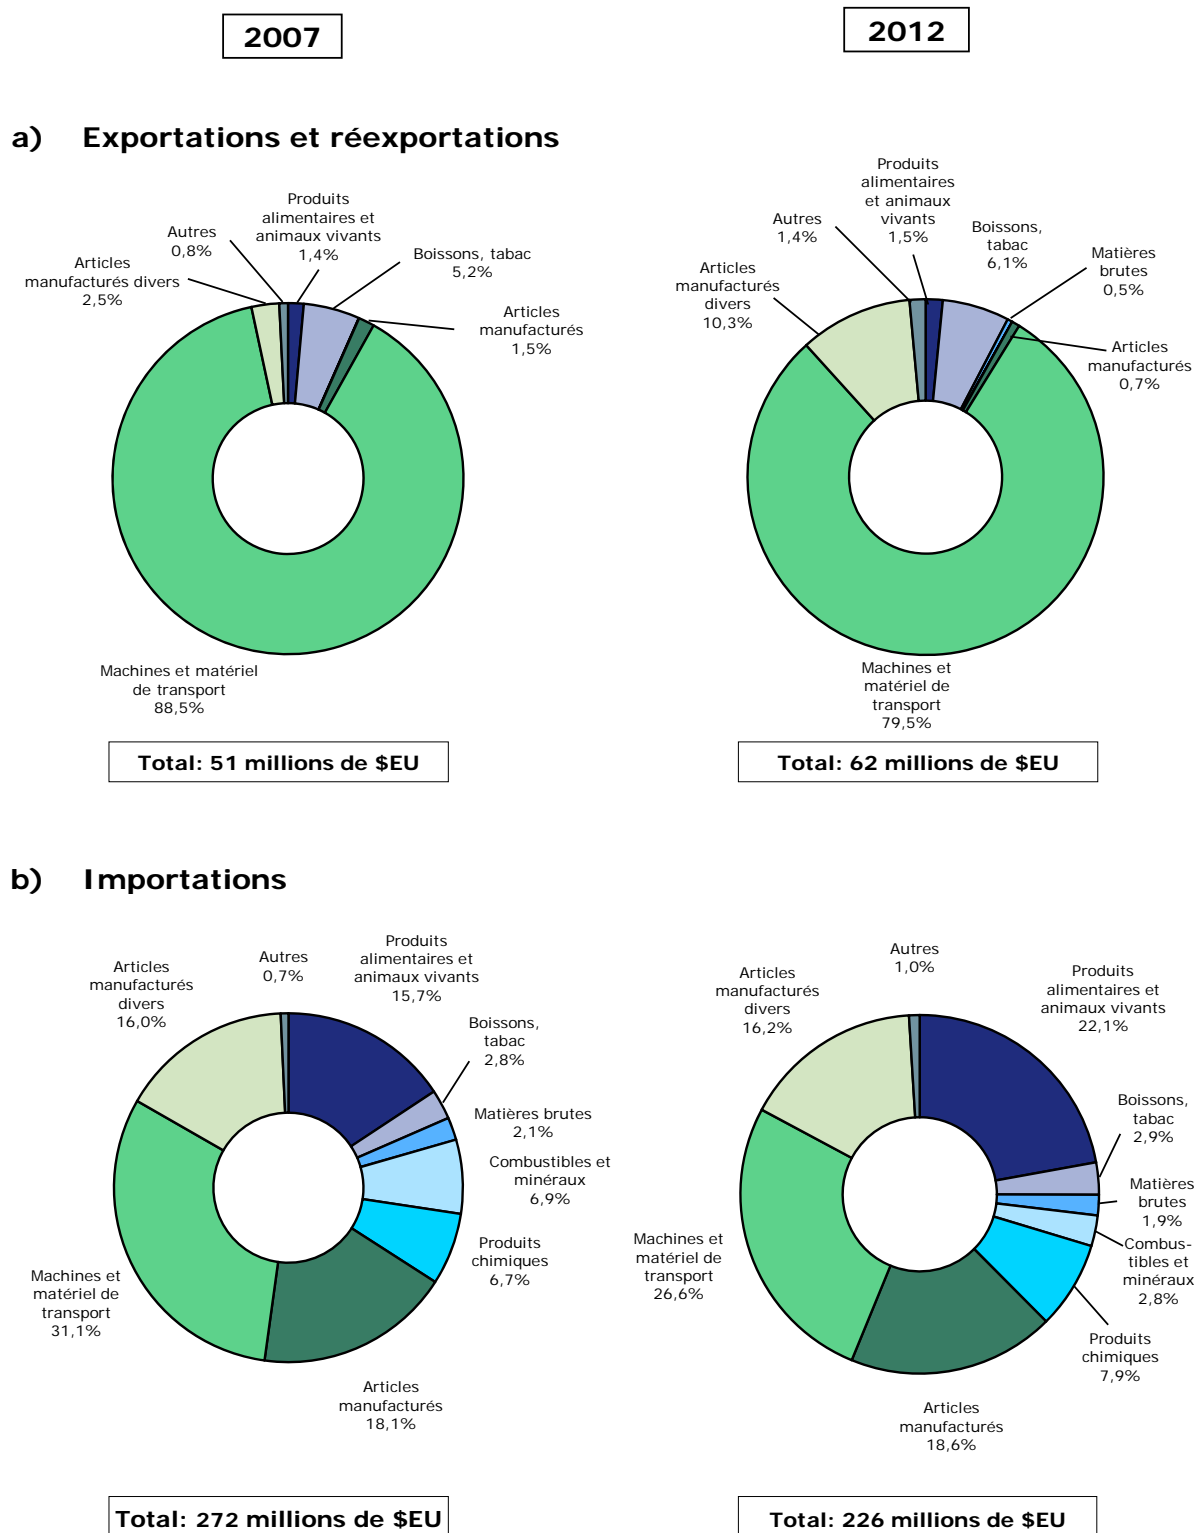 2007
2012
a) Exportations et réexportations
Autres
0,8%
Produits
alimentaires et
animaux vivants
1,4%
Boissons, tabac
5,2%
Articles
manufacturés divers
2,5%
Articles
manufacturés
1,5%
Machines et matériel
de transport
88,5%
Total: 51 millions de $EU
Produits
alimentaires
et animaux
vivants
1,5%
Autres
1,4%
Boissons,
tabac
6,1%
Matières
brutes
0,5%
Articles
manufacturés
divers
10,3%
Articles
manufacturés
0,7%
Machines et
matériel de
transport
79,5%
Total: 62 millions de $EU
b) Importations
Articles
manufacturés
divers
16,0%
Autres
0,7%
Produits
alimentaires et
animaux vivants
15,7%
Boissons,
tabac
2,8%
Matières brutes
2,1%
Combustibles et
minéraux
6,9%
Produits
chimiques
6,7%
Machines et
matériel de
transport
31,1%
Articles
manufacturés
18,1%
Total: 272 millions de $EU
Autres
1,0%
Articles
manufacturés
divers
16,2%
Produits
alimentaires et
animaux vivants
22,1%
Boissons,
tabac
2,9%
Matières
brutes
1,9%
Combus-
tibles et
minéraux
2,8%
Machines et
matériel de
transport
26,6%
Produits
chimiques
7,9%
Articles
manufacturés
18,6%
Total: 226 millions de $EU